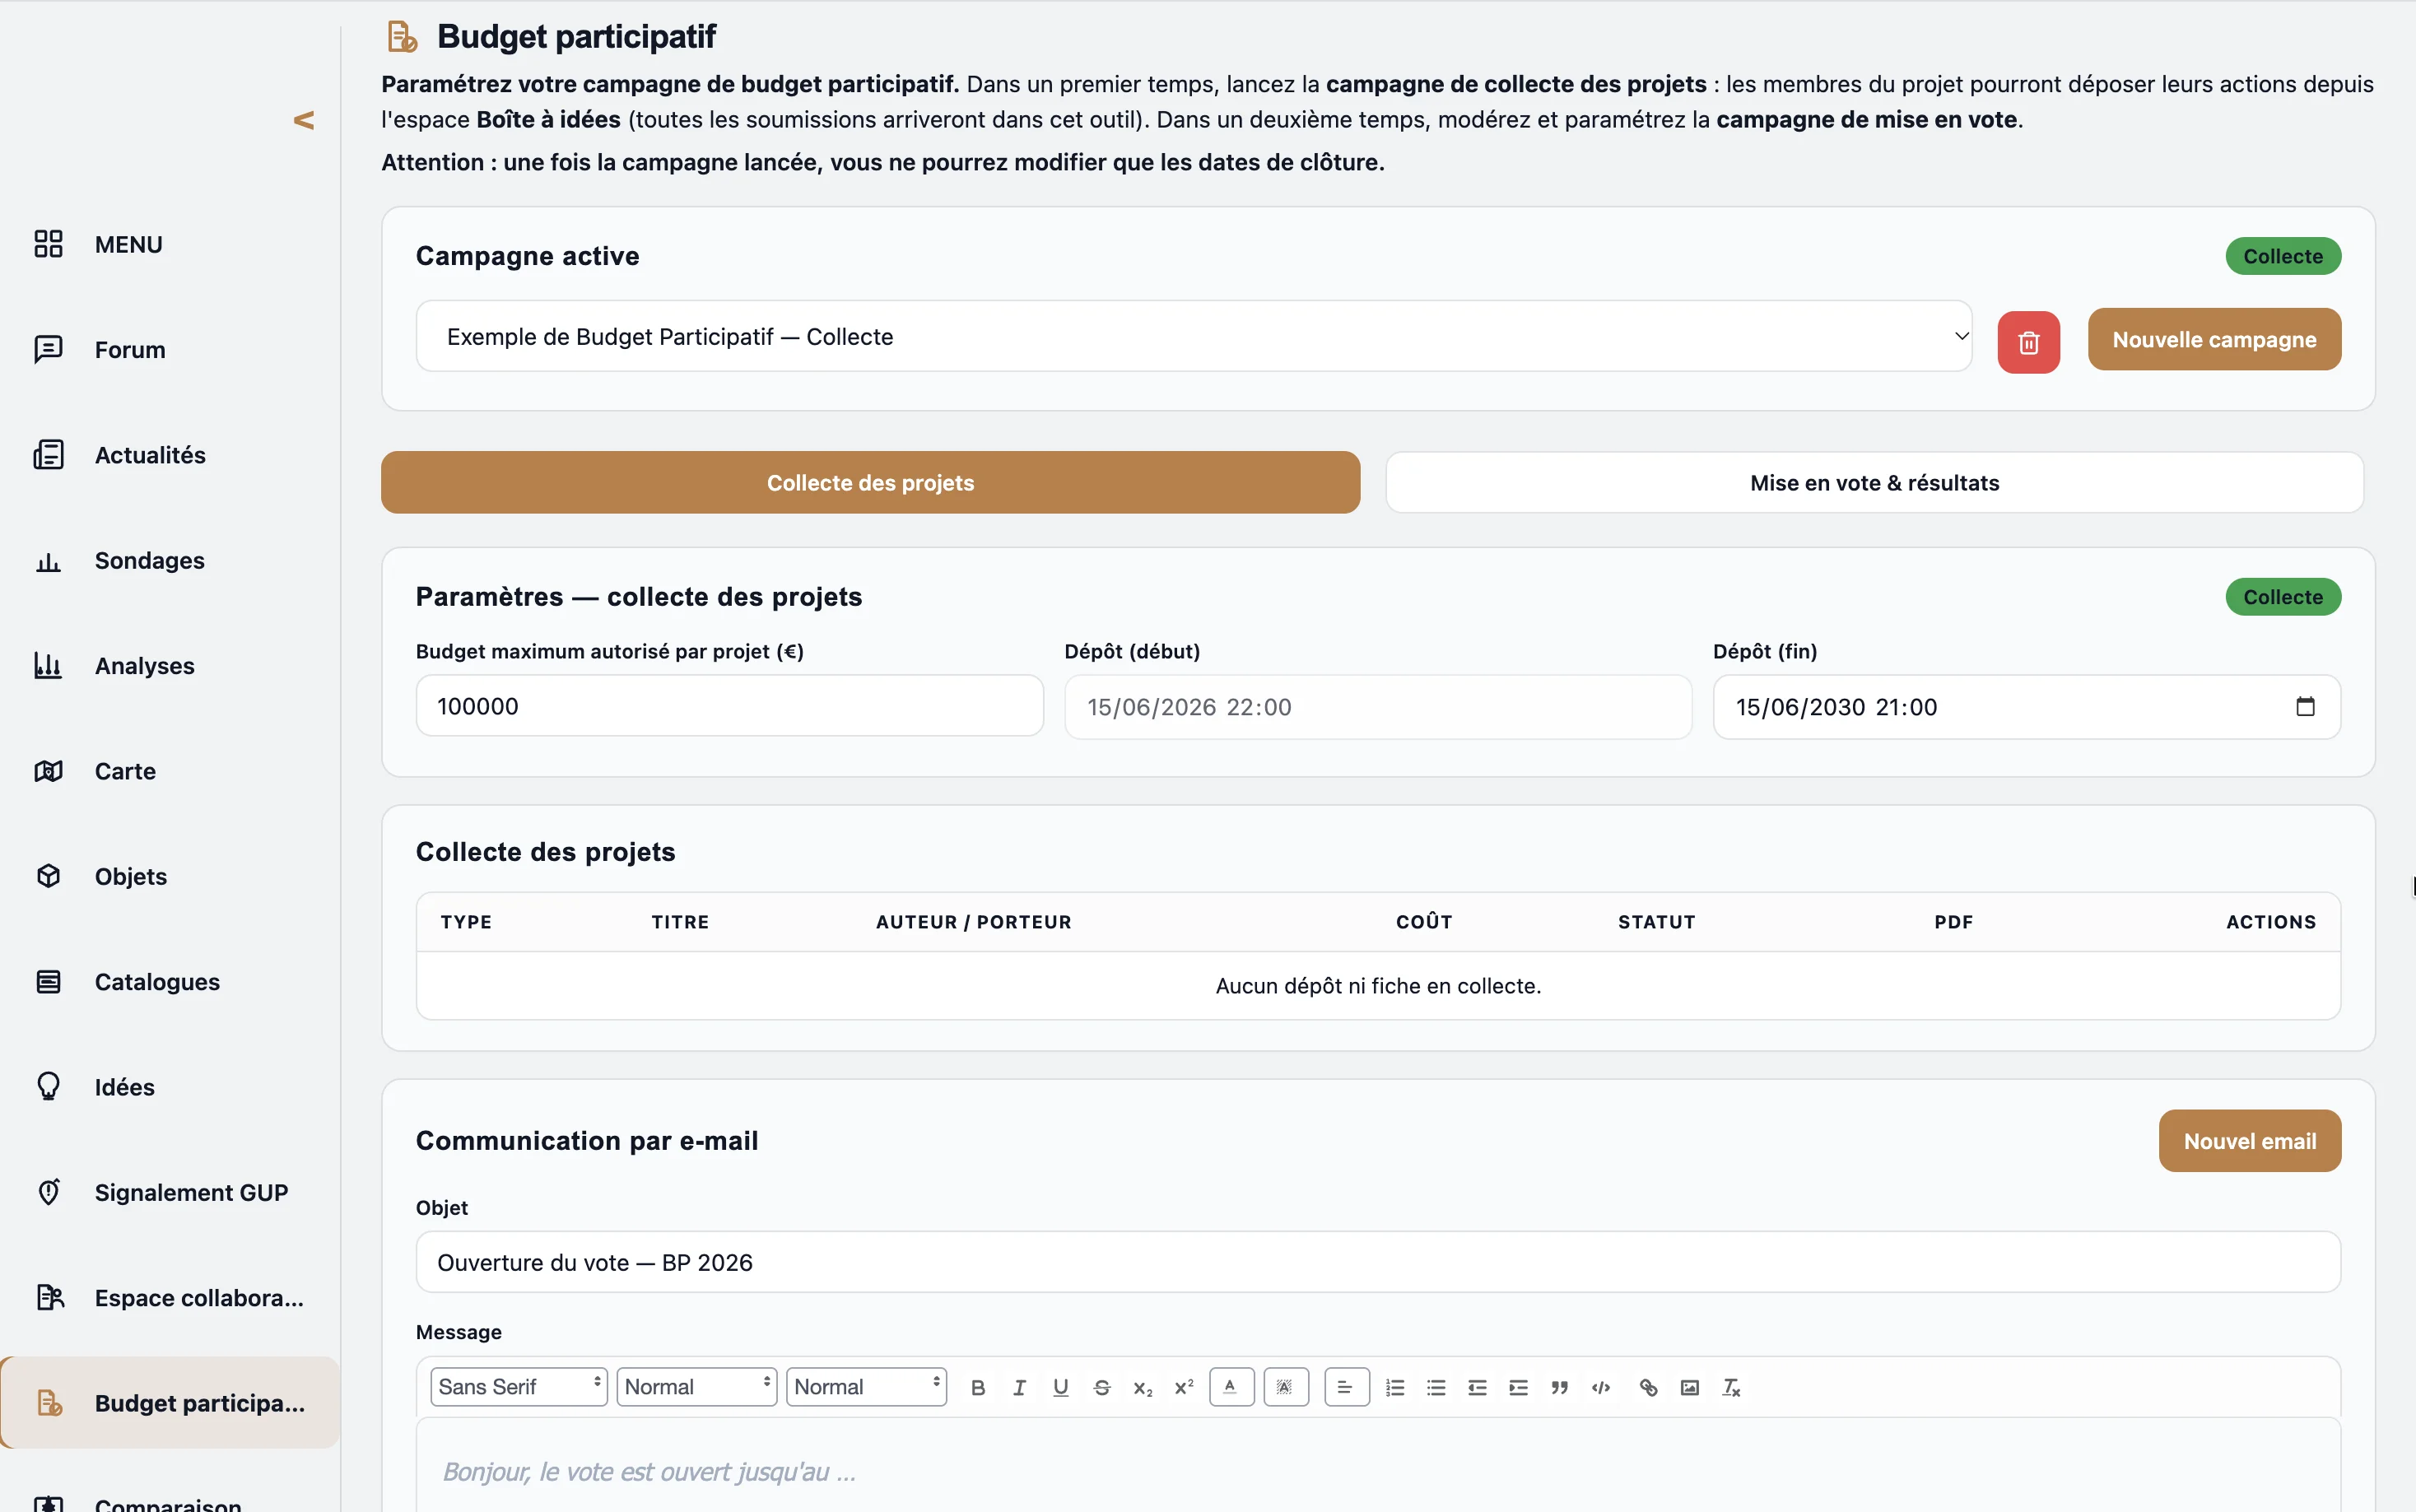 Budget participatif
Paramétrez votre campagne de budget participatif. Dans un premier temps, lancez la campagne de collecte des projets : les membres du projet pourront déposer leurs actions depuis
l'espace Boîte à idées (toutes les soumissions arriveront dans cet outil). Dans un deuxième temps, modérez et paramétrez la campagne de mise en vote.
Attention : une fois la campagne lancée, vous ne pourrez modifier que les dates de clôture.
<
MENU
Forum
Actualités
Sondages
Analyses
Carte
Objets
Catalogues
Idées
Signalement GUP
Espace collabora...
Budget participa...
Comparaison
Campagne active
Collecte
Exemple de Budget Participatif — Collecte
Nouvelle campagne
Collecte des projets
Mise en vote & résultats
Paramètres — collecte des projets
Collecte
Budget maximum autorisé par projet (€)
Dépôt (début)
Dépôt (fin)
100000
15/06/2026 22:00
15/06/2030 21:00
Collecte des projets
TYPE TITRE AUTEUR / PORTEUR COÛT STATUT PDF ACTIONS
Aucun dépôt ni fiche en collecte.
Communication par e-mail
Nouvel email
Objet
Ouverture du vote — BP 2026
Message
Sans Serif Normal Normal
Bonjour, le vote est ouvert jusqu'au ...